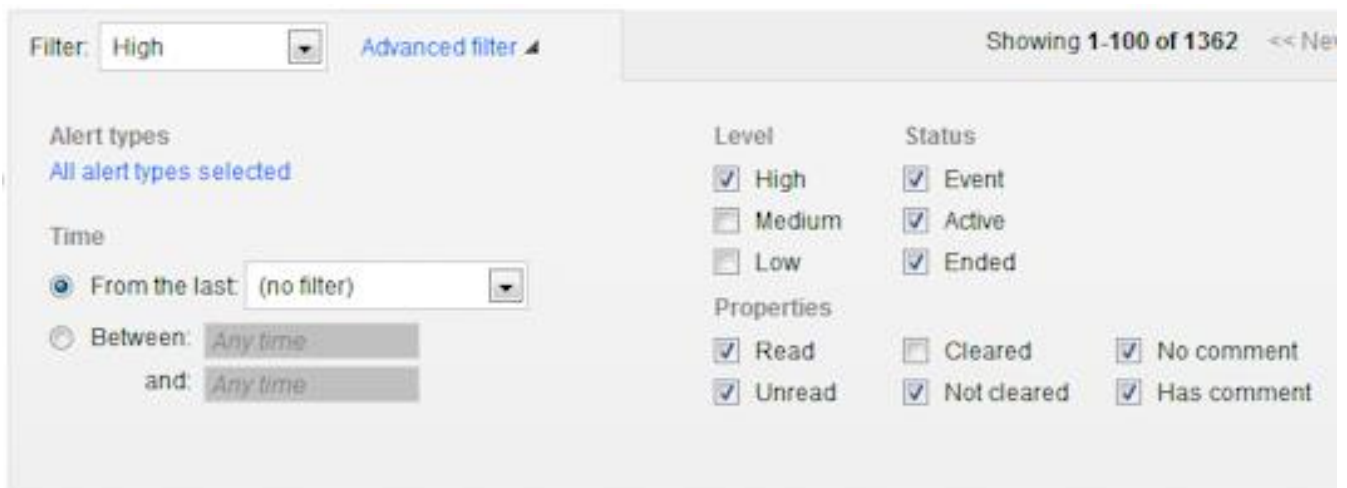 Filter: High Advanced filter Showing 1-100 of 1362 <<
Alert types
All alert types selected
Time
From the last: (no filter)
Between: Any time
and: Any time
Level Status
High Event
Medium Active
Low Ended
Properties
Read Cleared No comment
Unread Not cleared Has comment